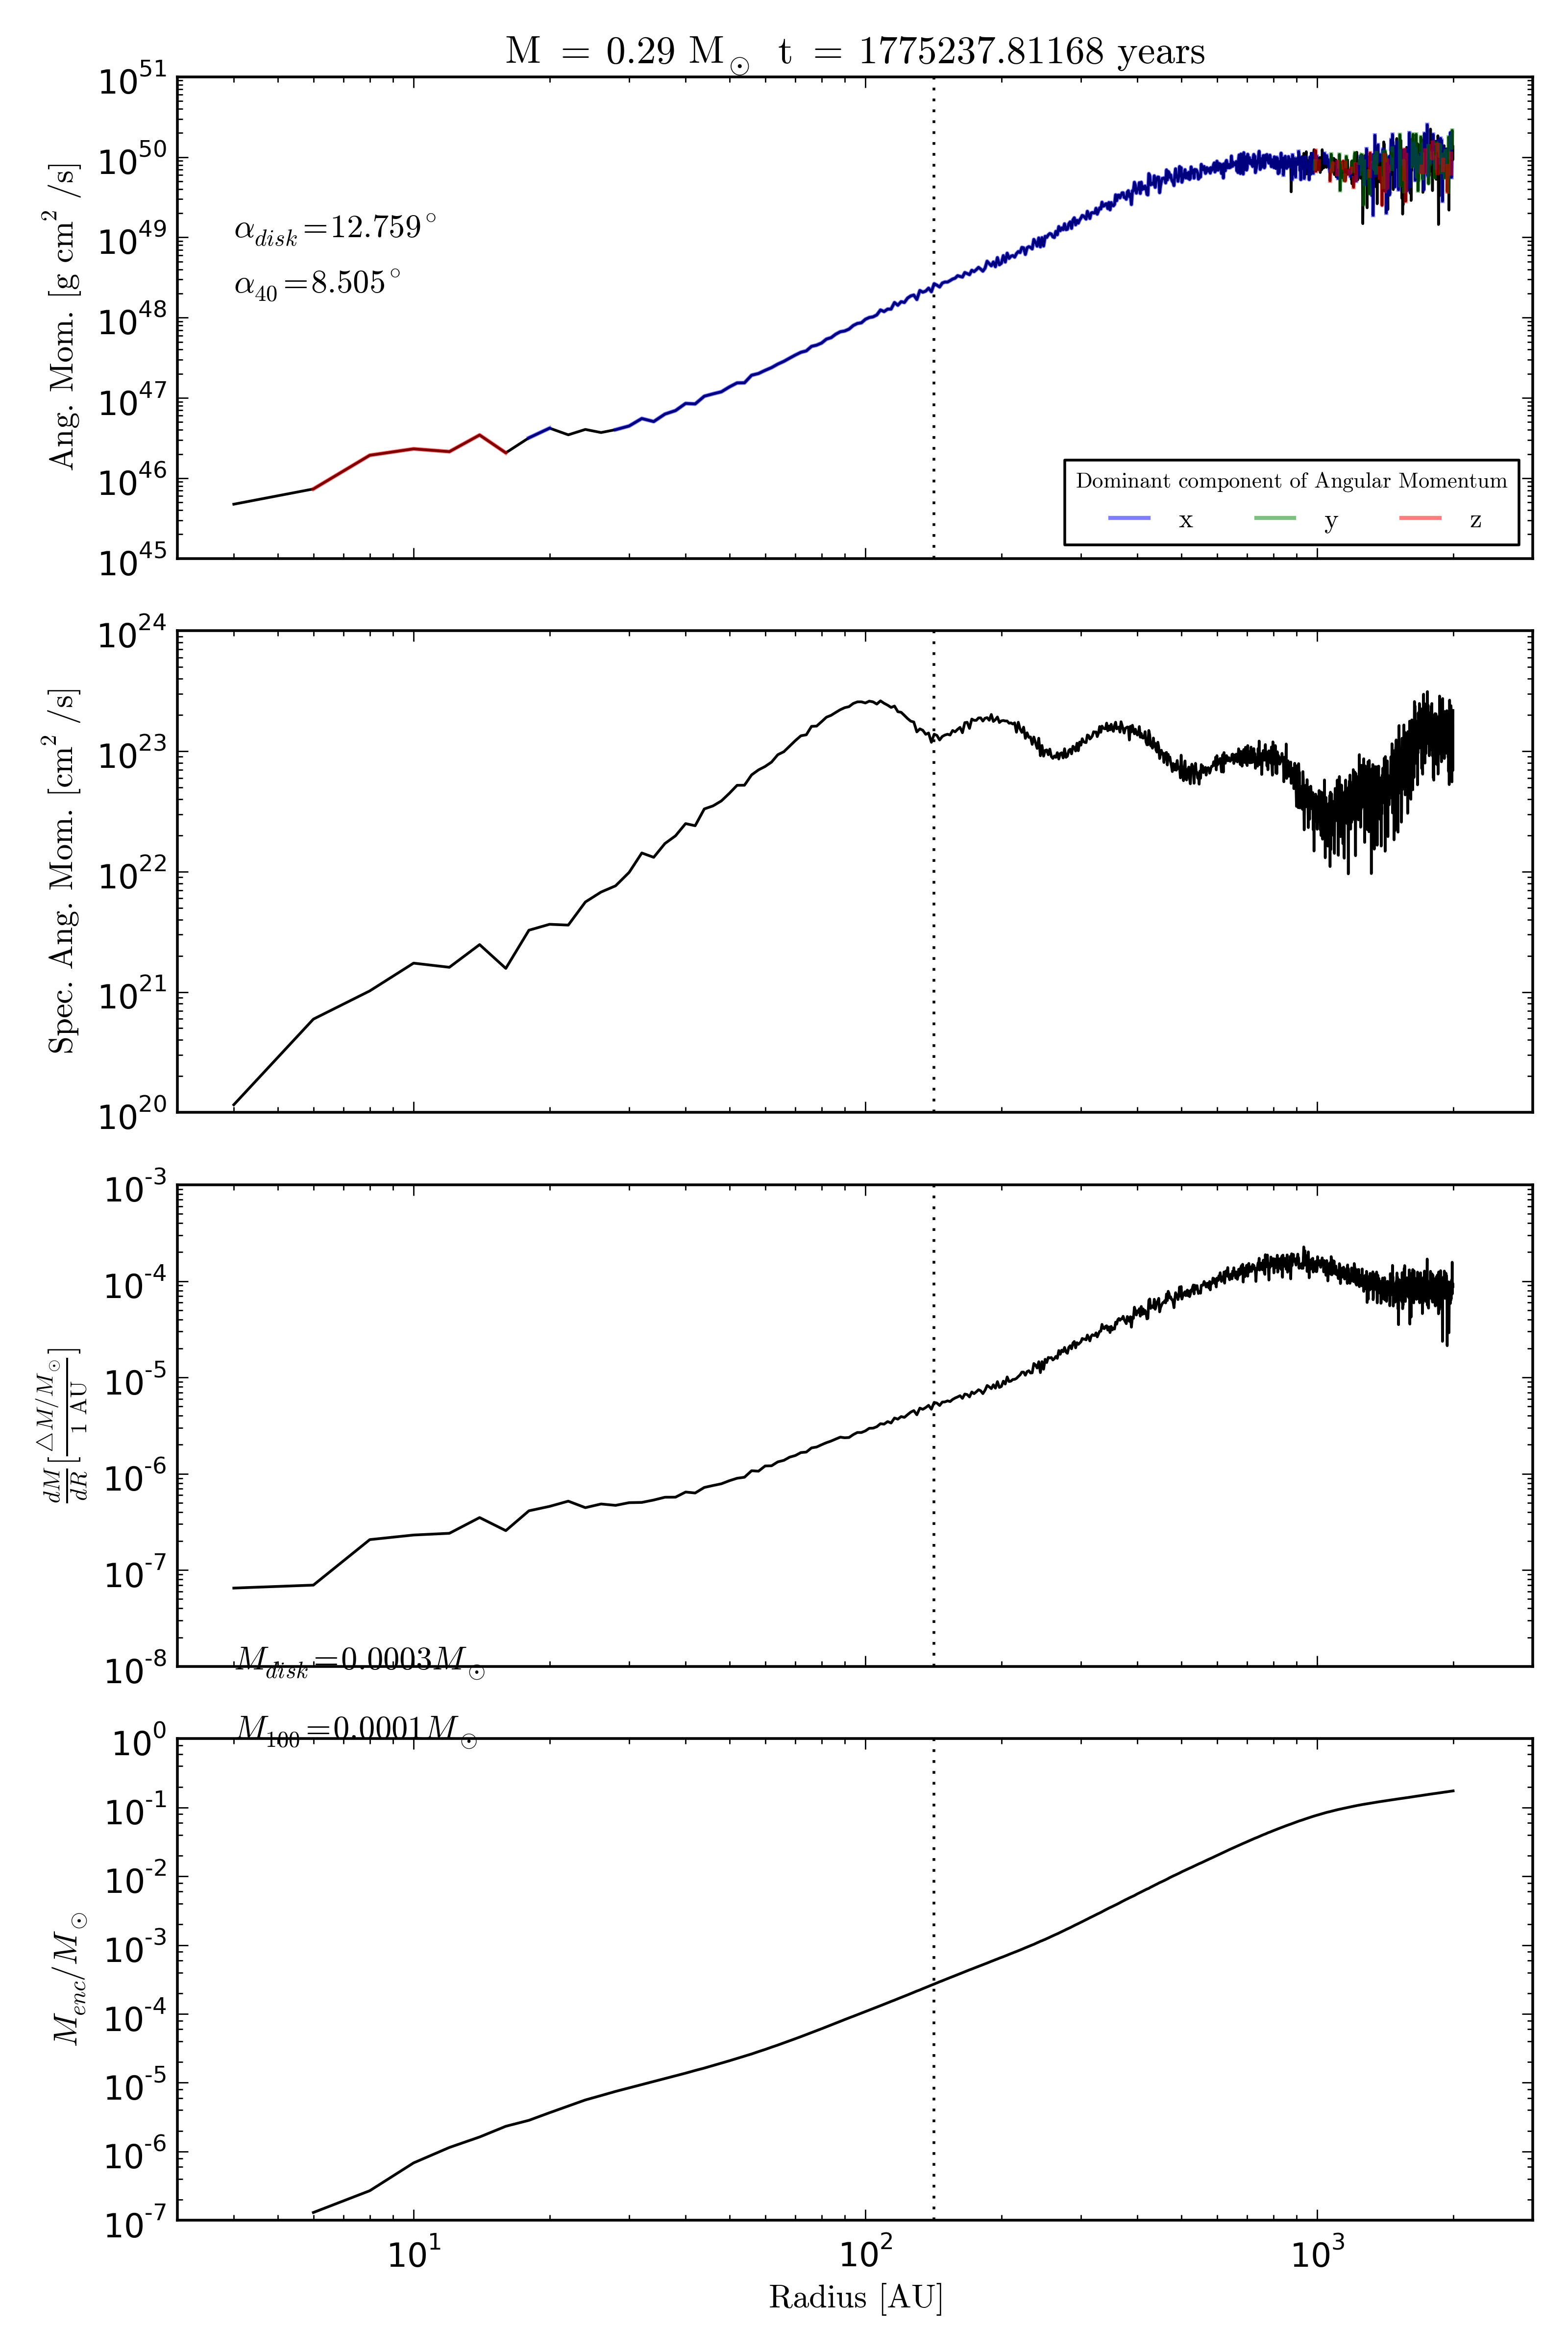 M = 0.29 M⊙ t = 1775237.81168 years
10^51
10^50
10^49
10^48
10^47
10^46
10^45
Ang. Mom. [g cm^2 /s]
α_disk=12.759°
α_40=8.505°
Dominant component of Angular Momentum
x y z
10^24
10^23
10^22
10^21
10^20
Spec. Ang. Mom. [cm^2 /s]
10^-3
10^-4
10^-5
10^-6
10^-7
10^-8
dM/dR [△M/M⊙ / 1 AU]
M_disk=0.0003M⊙
M_100=0.0001M⊙
10^0
10^-1
10^-2
10^-3
10^-4
10^-5
10^-6
10^-7
M_enc/M⊙
10^1 10^2 10^3
Radius [AU]